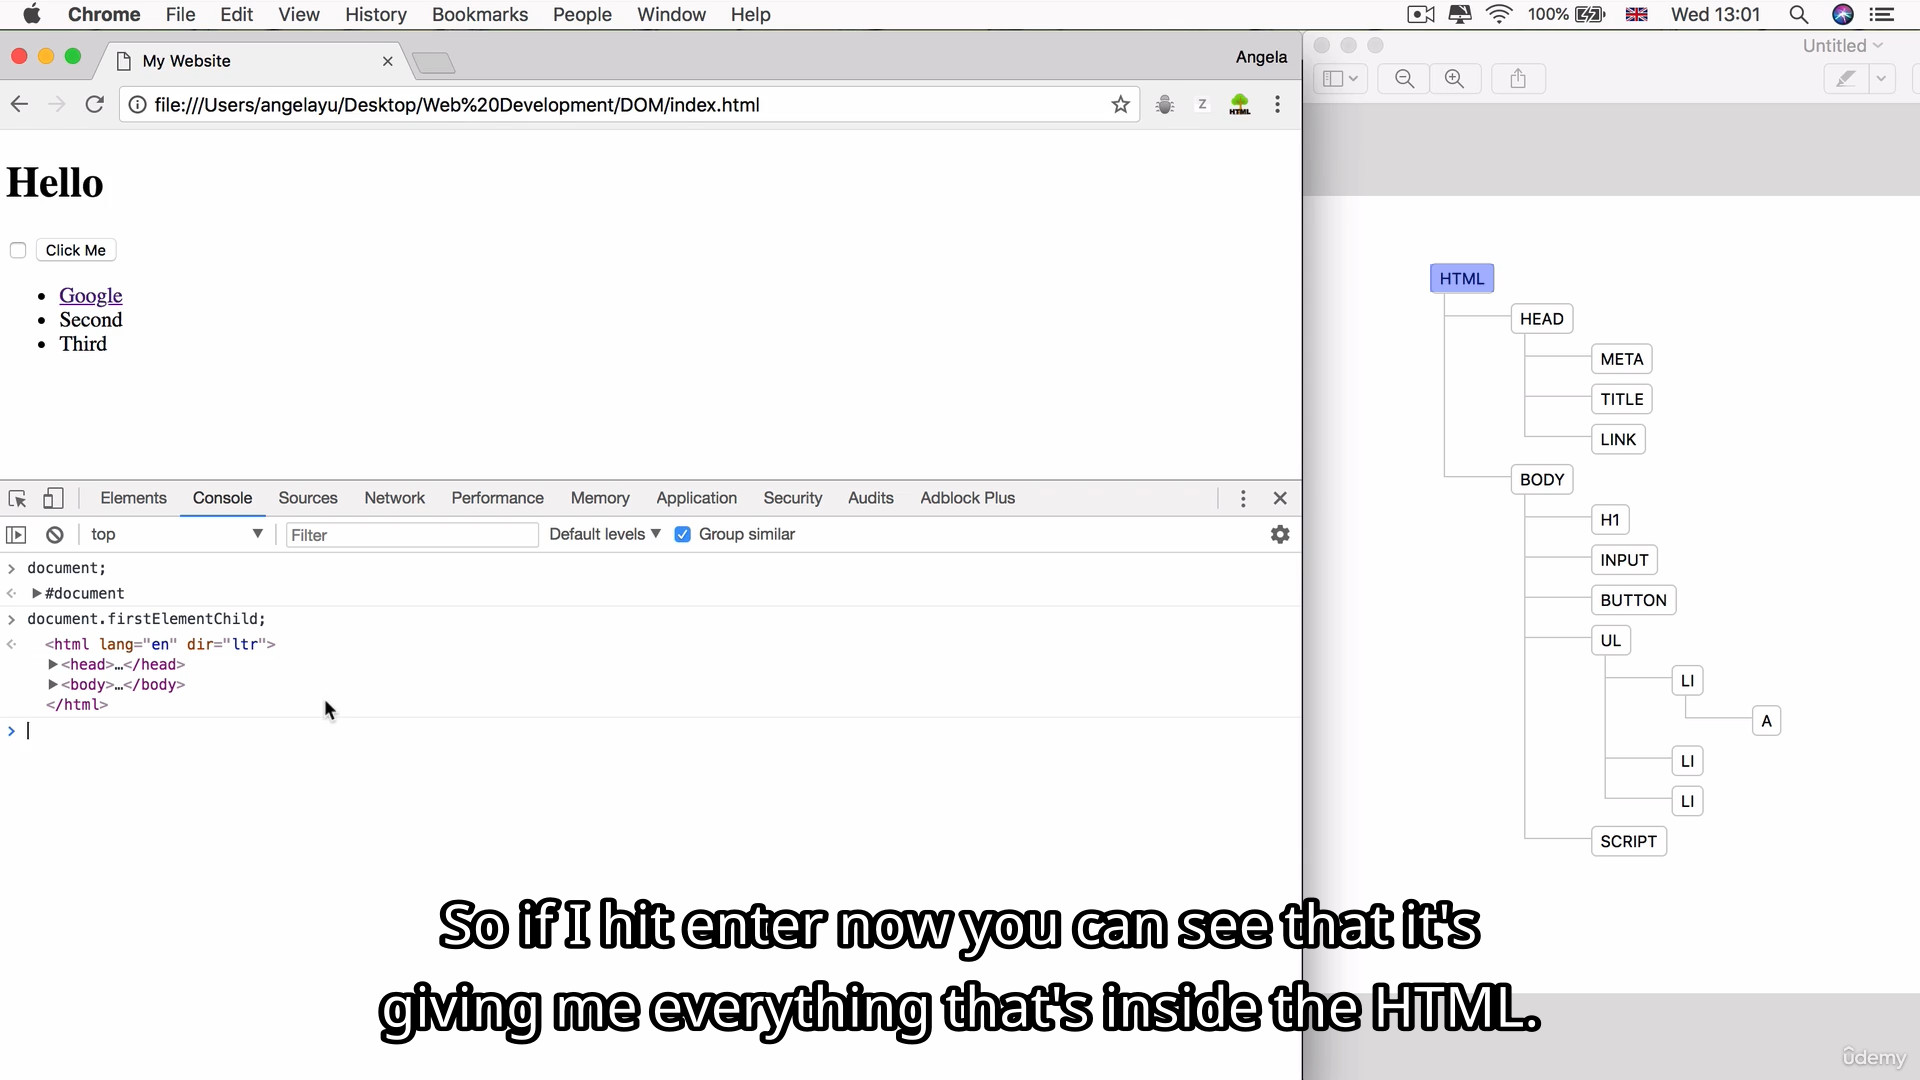 Chrome File Edit View History Bookmarks People Window Help 100% Wed 13:01
My Website Angela
file:///Users/angelayu/Desktop/Web%20Development/DOM/index.html Z HTML
Hello
Click Me
Google
Second
Third
Elements Console Sources Network Performance Memory Application Security Audits Adblock Plus
top Filter Default levels Group similar
document;
#document
document.firstElementChild;
<html lang="en" dir="ltr">
<head>…</head>
<body>…</body>
</html>
Untitled
HTML
HEAD
META
TITLE
LINK
BODY
H1
INPUT
BUTTON
UL
LI
A
LI
LI
SCRIPT
So if I hit enter now you can see that it's
giving me everything that's inside the HTML.
ûdemy